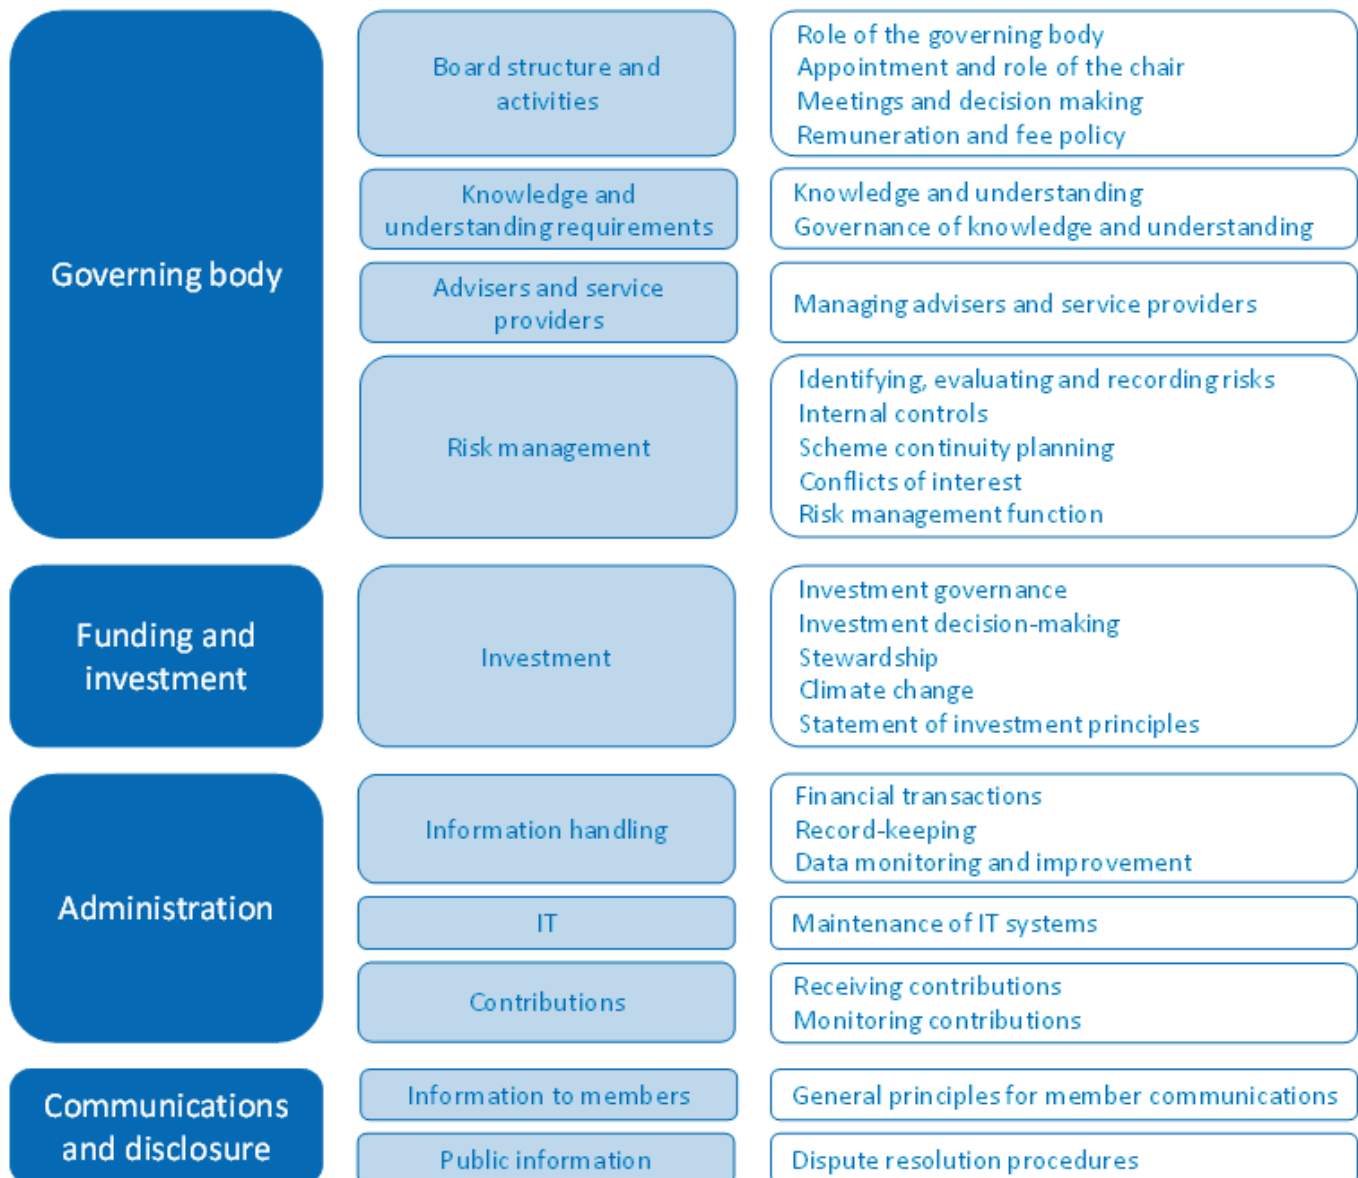 Governing body
Board structure and
activities
Role of the governing body
Appointment and role of the chair
Meetings and decision making
Remuneration and fee policy
Knowledge and
understanding requirements
Knowledge and understanding
Governance of knowledge and understanding
Advisers and service
providers
Managing advisers and service providers
Risk management
Identifying, evaluating and recording risks
Internal controls
Scheme continuity planning
Conflicts of interest
Risk management function
Funding and
investment
Investment
Investment governance
Investment decision-making
Stewardship
Climate change
Statement of investment principles
Administration
Information handling
Financial transactions
Record-keeping
Data monitoring and improvement
IT
Maintenance of IT systems
Contributions
Receiving contributions
Monitoring contributions
Communications
and disclosure
Information to members
General principles for member communications
Public information
Dispute resolution procedures